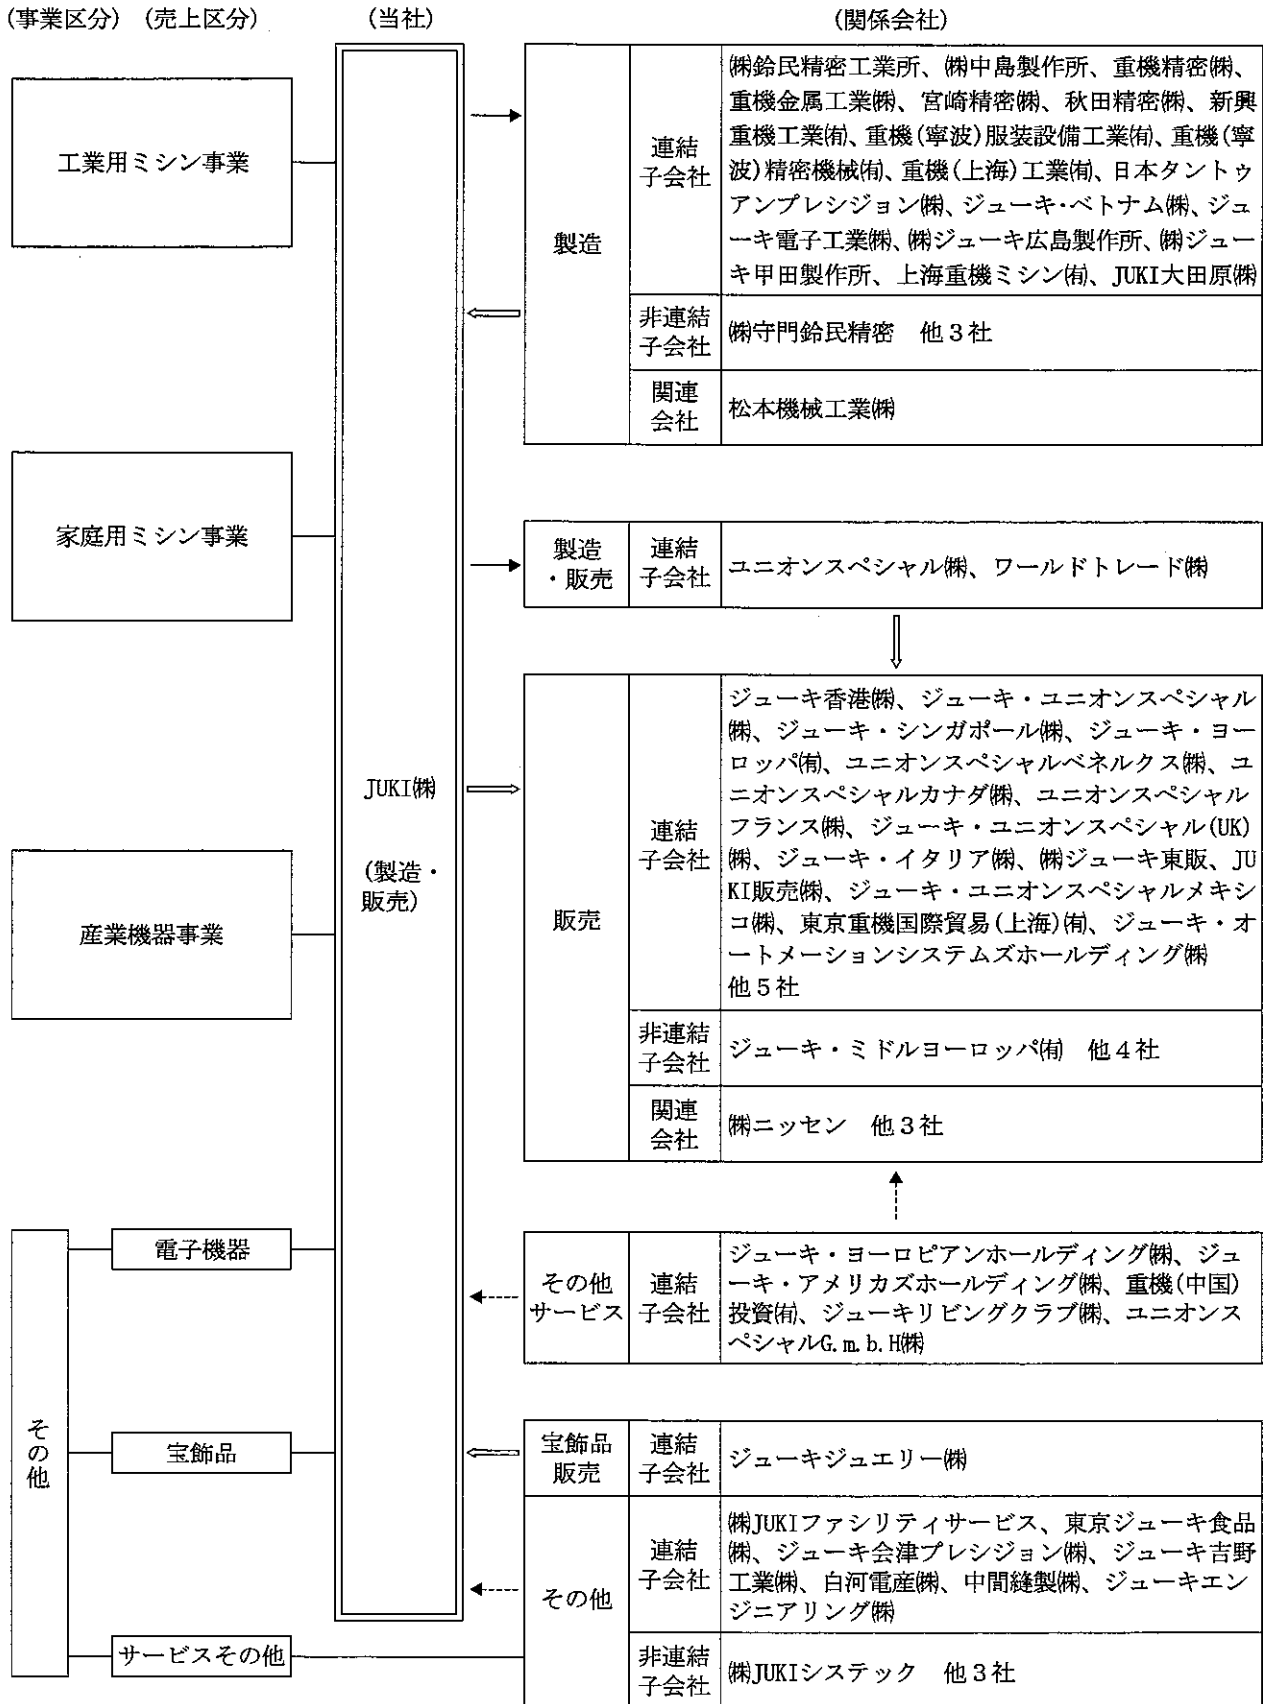 (事業区分) (売上区分) (当社) (関係会社)
工業用ミシン事業
家庭用ミシン事業
産業機器事業
その他
電子機器
宝飾品
サービスその他
JUKI㈱
(製造・
販売)
製造
連結
子会社
㈱鈴民精密工業所、㈱中島製作所、重機精密㈱、
重機金属工業㈱、宮崎精密㈱、秋田精密㈱、新興
重機工業㈲、重機(寧波)服装設備工業㈲、重機(寧
波)精密機械㈲、重機(上海)工業㈲、日本タントゥ
アンプレシジョン㈱、ジューキ・ベトナム㈱、ジュ
ーキ電子工業㈱、㈱ジューキ広島製作所、㈱ジュー
キ甲田製作所、上海重機ミシン㈲、JUKI大田原㈱
非連結
子会社
㈱守門鈴民精密 他3社
関連
会社
松本機械工業㈱
製造
・販売
連結
子会社
ユニオンスペシャル㈱、ワールドトレード㈱
販売
連結
子会社
ジューキ香港㈱、ジューキ・ユニオンスペシャル
㈱、ジューキ・シンガポール㈱、ジューキ・ヨー
ロッパ㈲、ユニオンスペシャルベネルクス㈱、ユ
ニオンスペシャルカナダ㈱、ユニオンスペシャル
フランス㈱、ジューキ・ユニオンスペシャル(UK)
㈱、ジューキ・イタリア㈱、㈱ジューキ東販、JU
KI販売㈱、ジューキ・ユニオンスペシャルメキシ
コ㈱、東京重機国際貿易(上海)㈲、ジューキ・オ
ートメーションシステムズホールディング㈱
他5社
非連結
子会社
ジューキ・ミドルヨーロッパ㈲ 他4社
関連
会社
㈱ニッセン 他3社
その他
サービス
連結
子会社
ジューキ・ヨーロピアンホールディング㈱、ジュ
ーキ・アメリカズホールディング㈱、重機(中国)
投資㈲、ジューキリビングクラブ㈱、ユニオンス
ペシャルG.m.b.H㈱
宝飾品
販売
連結
子会社
ジューキジュエリー㈱
その他
連結
子会社
㈱JUKIファシリティサービス、東京ジューキ食品
㈱、ジューキ会津プレシジョン㈱、ジューキ吉野
工業㈱、白河電産㈱、中間縫製㈱、ジューキエン
ジニアリング㈱
非連結
子会社
㈱JUKIシステック 他3社